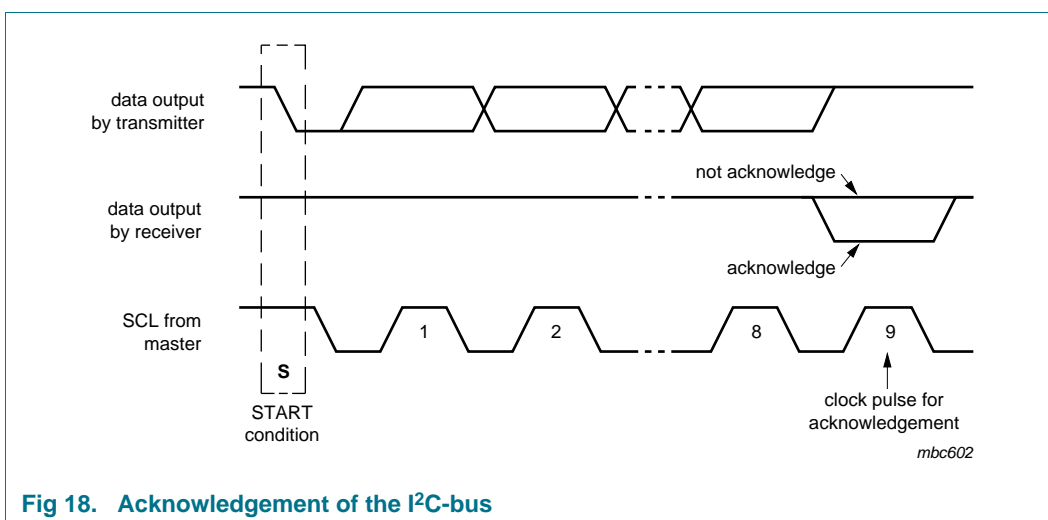 data output
by transmitter
not acknowledge
data output
by receiver
acknowledge
SCL from
master
1
2
8
9
S
START
condition
clock pulse for
acknowledgement
mbc602
Fig 18. Acknowledgement of the I²C-bus